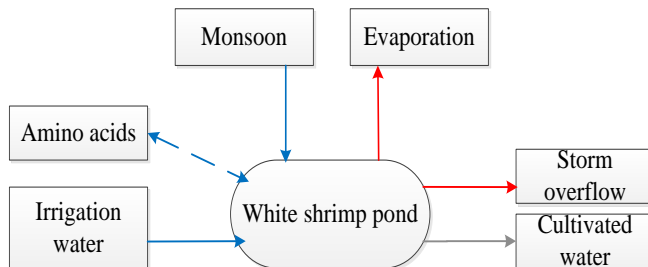 Monsoon
Evaporation
Amino acids
Irrigation
water
White shrimp pond
Storm
overflow
Cultivated
water